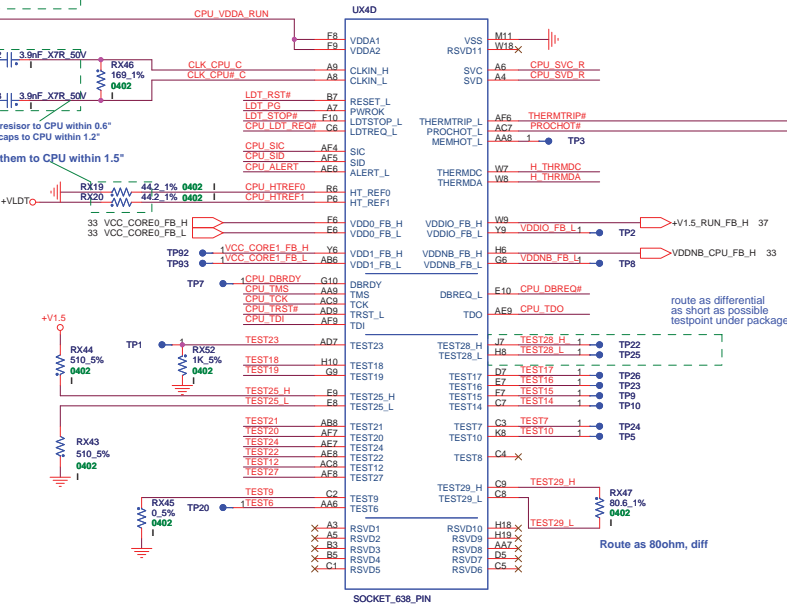 CPU_VDDA_RUN
UX4D
F8 VDDA1
F9 VDDA2
VSS M11
RSVD11 W18
3.9nF_X7R_50V
RX46
169_1%
0402
I
CLK_CPU_C A9 CLKIN_H
CLK_CPU#_C A8 CLKIN_L
SVC A6 CPU_SVC_R
SVD A4 CPU_SVD_R
3.9nF_X7R_50V
LDT_RST# B7 RESET_L
LDT_PG A7 PWROK
LDT_STOP# F10 LDTSTOP_L
CPU_LDT_REQ# C6 LDTREQ_L
THERMTRIP_L AF6 THERMTRIP#
PROCHOT_L AC7 PROCHOT#
MEMHOT_L AA8 1 TP3
resisor to CPU within 0.6"
caps to CPU within 1.2"
them to CPU within 1.5"
CPU_SIC AF4 SIC
CPU_SID AF5 SID
CPU_ALERT AE6 ALERT_L
THERMDC W7 H_THRMDC
THERMDA W8 H_THRMDA
RX19 44.2_1% 0402 I CPU_HTREF0 R6 HT_REF0
RX20 44.2_1% 0402 I CPU_HTREF1 P6 HT_REF1
+VLDT
33 VCC_CORE0_FB_H F6 VDD0_FB_H
33 VCC_CORE0_FB_L E6 VDD0_FB_L
VDDIO_FB_H W9 +V1.5_RUN_FB_H 37
VDDIO_FB_L Y9 VDDIO_FB_L 1 TP2
TP92 1 VCC_CORE1_FB_H Y6 VDD1_FB_H
TP93 1 VCC_CORE1_FB_L AB6 VDD1_FB_L
VDDNB_FB_H H6 VDDNB_CPU_FB_H 33
VDDNB_FB_L G6 VDDNB_FB_L 1 TP8
TP7 1 CPU_DBRDY G10 DBRDY
CPU_TMS AA9 TMS
CPU_TCK AC9 TCK
CPU_TRST# AD9 TRST_L
CPU_TDI AF9 TDI
DBREQ_L E10 CPU_DBREQ#
TDO AE9 CPU_TDO
route as differential
as short as possible
testpoint under package
+V1.5
TP1 1 TEST23 AD7 TEST23
RX44
510_5%
0402
I
RX52
1K_5%
0402
I
TEST18 H10 TEST18
TEST19 G9 TEST19
TEST28_H J7 TEST28_H 1 TP22
TEST28_L H8 TEST28_L 1 TP25
TEST17 D7 TEST17 1 TP26
TEST16 E7 TEST16 1 TP23
TEST15 F7 TEST15 1 TP9
TEST14 C7 TEST14 1 TP10
TEST25_H E9 TEST25_H
TEST25_L E8 TEST25_L
TEST21 AB8 TEST21
TEST20 AF7 TEST20
TEST24 AE7 TEST24
TEST22 AE8 TEST22
TEST12 AC8 TEST12
TEST27 AF8 TEST27
TEST7 C3 TEST7 1 TP24
TEST10 K8 TEST10 1 TP5
TEST8 C4
RX43
510_5%
0402
I
TEST9 C2 TEST9
TP20 1 TEST6 AA6 TEST6
RX45
0_5%
0402
I
TEST29_H C9 TEST29_H
TEST29_L C8 TEST29_L
RX47
80.6_1%
0402
I
Route as 80ohm, diff
A3 RSVD1
A5 RSVD2
B3 RSVD3
B5 RSVD4
C1 RSVD5
RSVD10 H18
RSVD9 H19
RSVD8 AA7
RSVD7 D5
RSVD6 C5
SOCKET_638_PIN